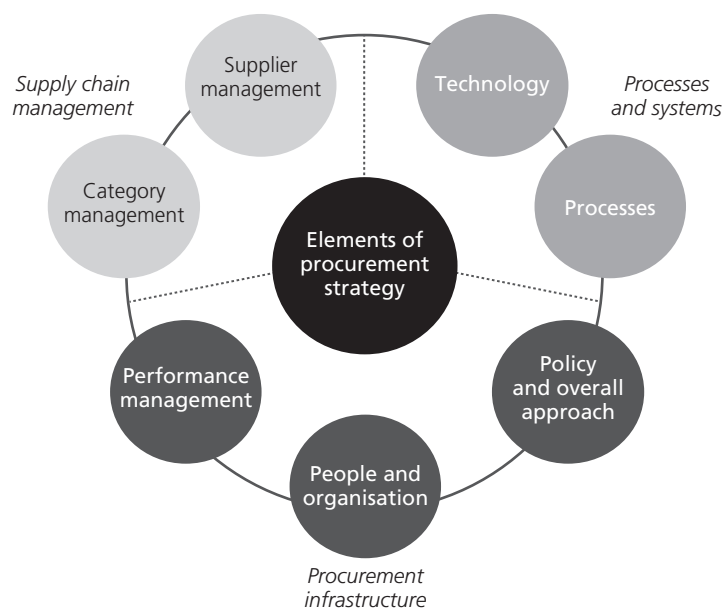 Supply chain
management
Supplier
management
Technology
Processes
and systems
Category
management
Processes
Elements of
procurement
strategy
Performance
management
Policy
and overall
approach
People and
organisation
Procurement
infrastructure